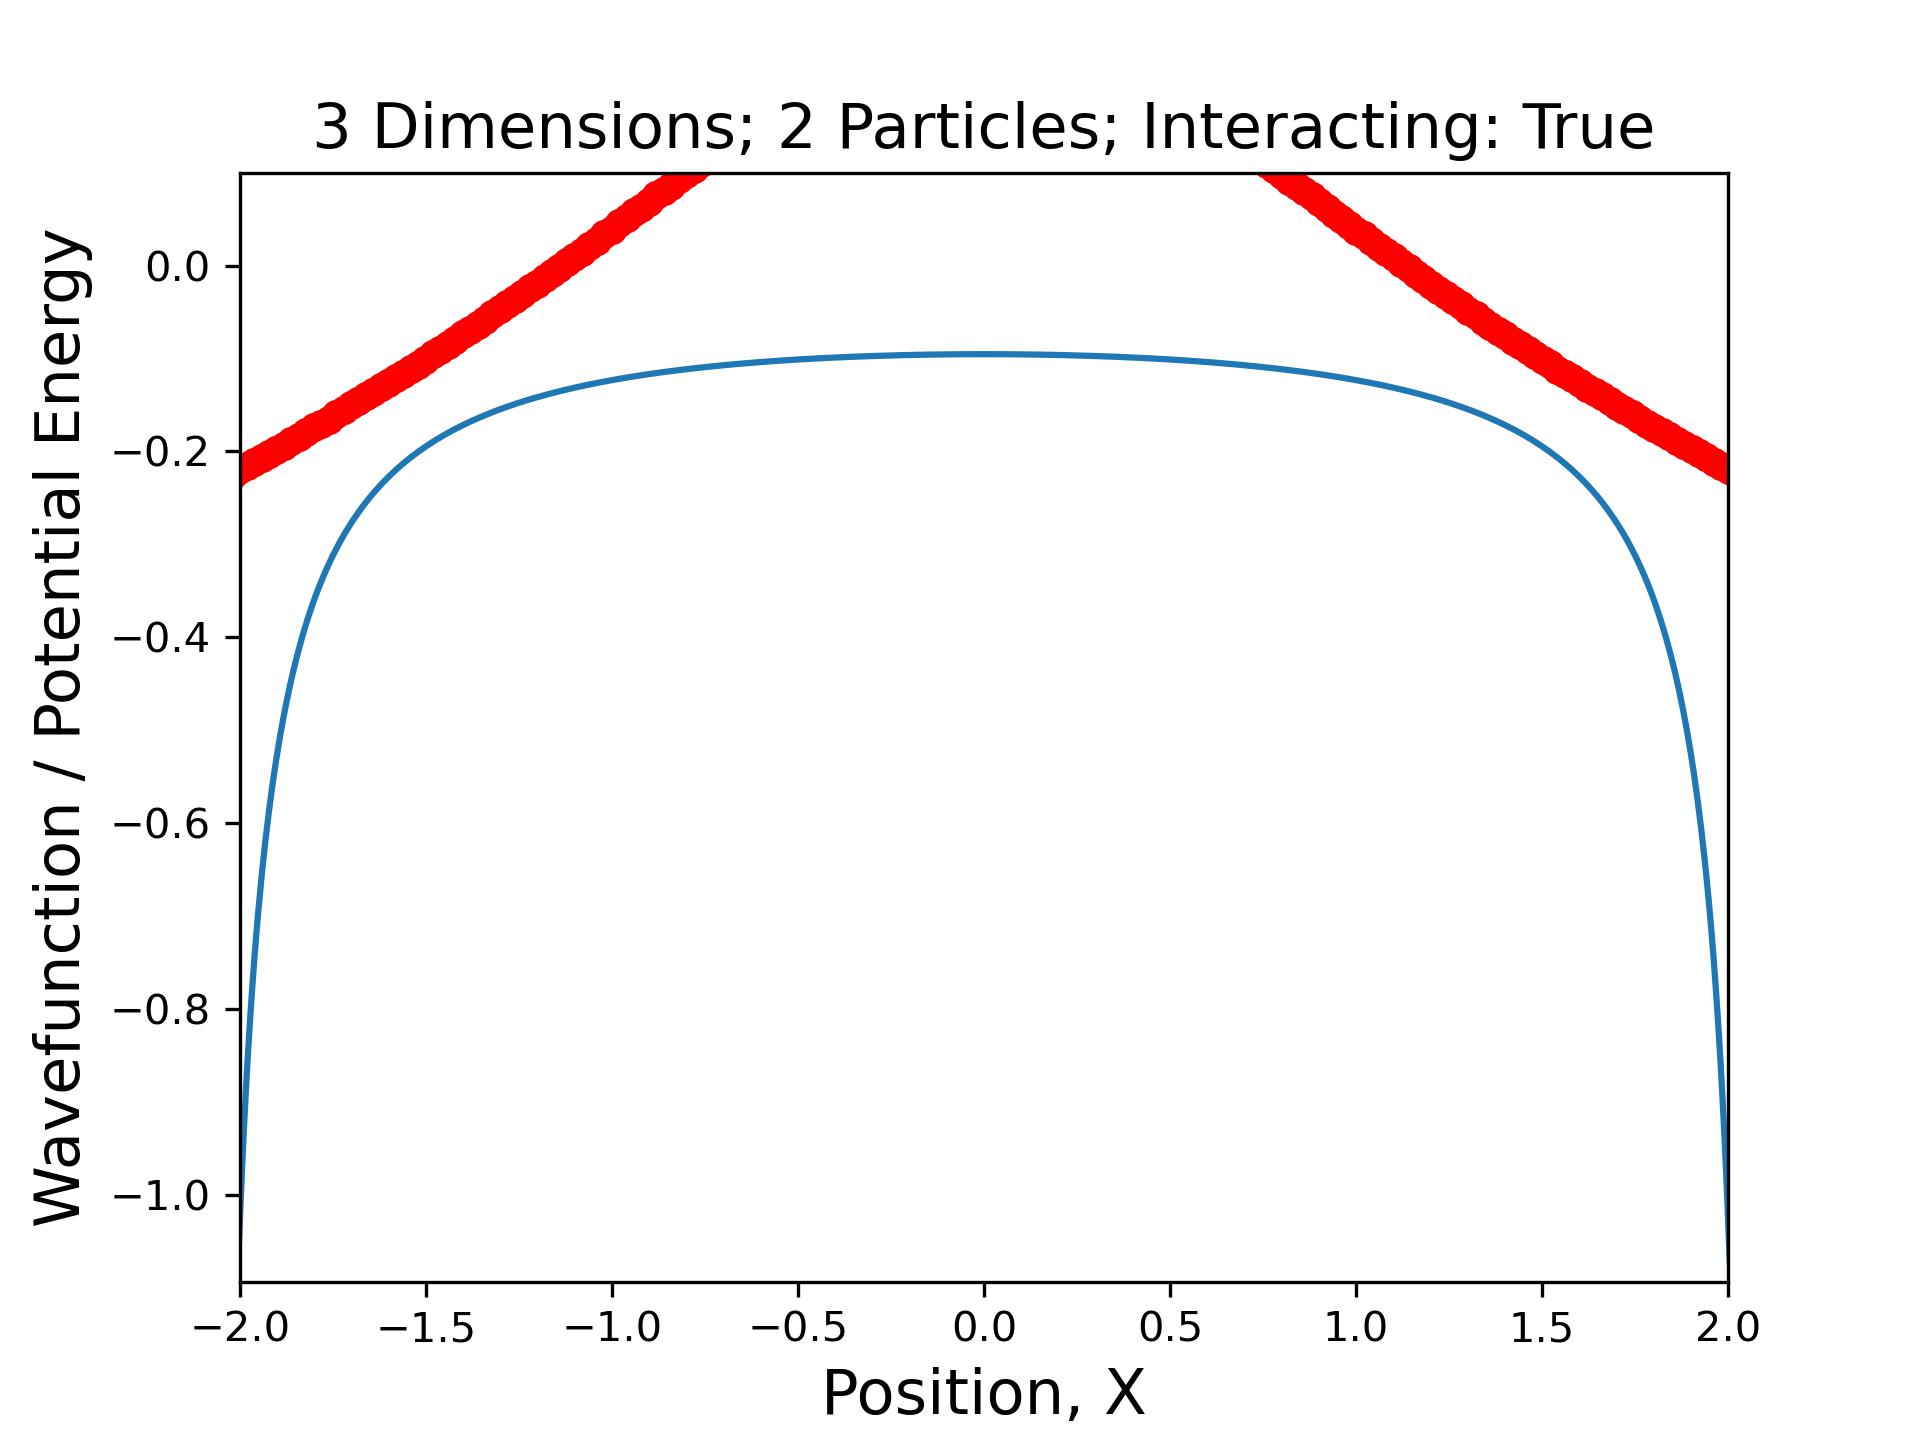 3 Dimensions; 2 Particles; Interacting: True
Wavefunction / Potential Energy
0.0
−0.2
−0.4
−0.6
−0.8
−1.0
−2.0 −1.5 −1.0 −0.5 0.0 0.5 1.0 1.5 2.0
Position, X